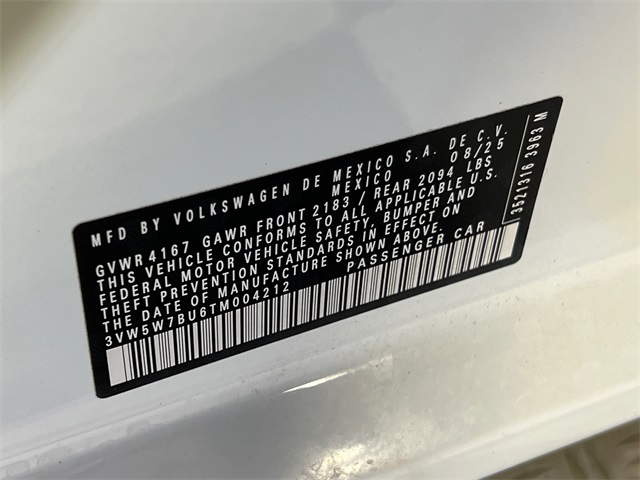 MFD BY VOLKSWAGEN DE MEXICO S.A. DE C.V.
MEXICO 08/25
GVWR 4167 GAWR FRONT 2183 / REAR 2094 LBS
THIS VEHICLE CONFORMS TO ALL APPLICABLE U.S.
FEDERAL MOTOR VEHICLE SAFETY, BUMPER AND
THEFT PREVENTION STANDARDS IN EFFECT ON
THE DATE OF MANUFACTURE SHOWN ABOVE.
3VW5W7BU6TM004212 PASSENGER CAR
3521316 3963 M